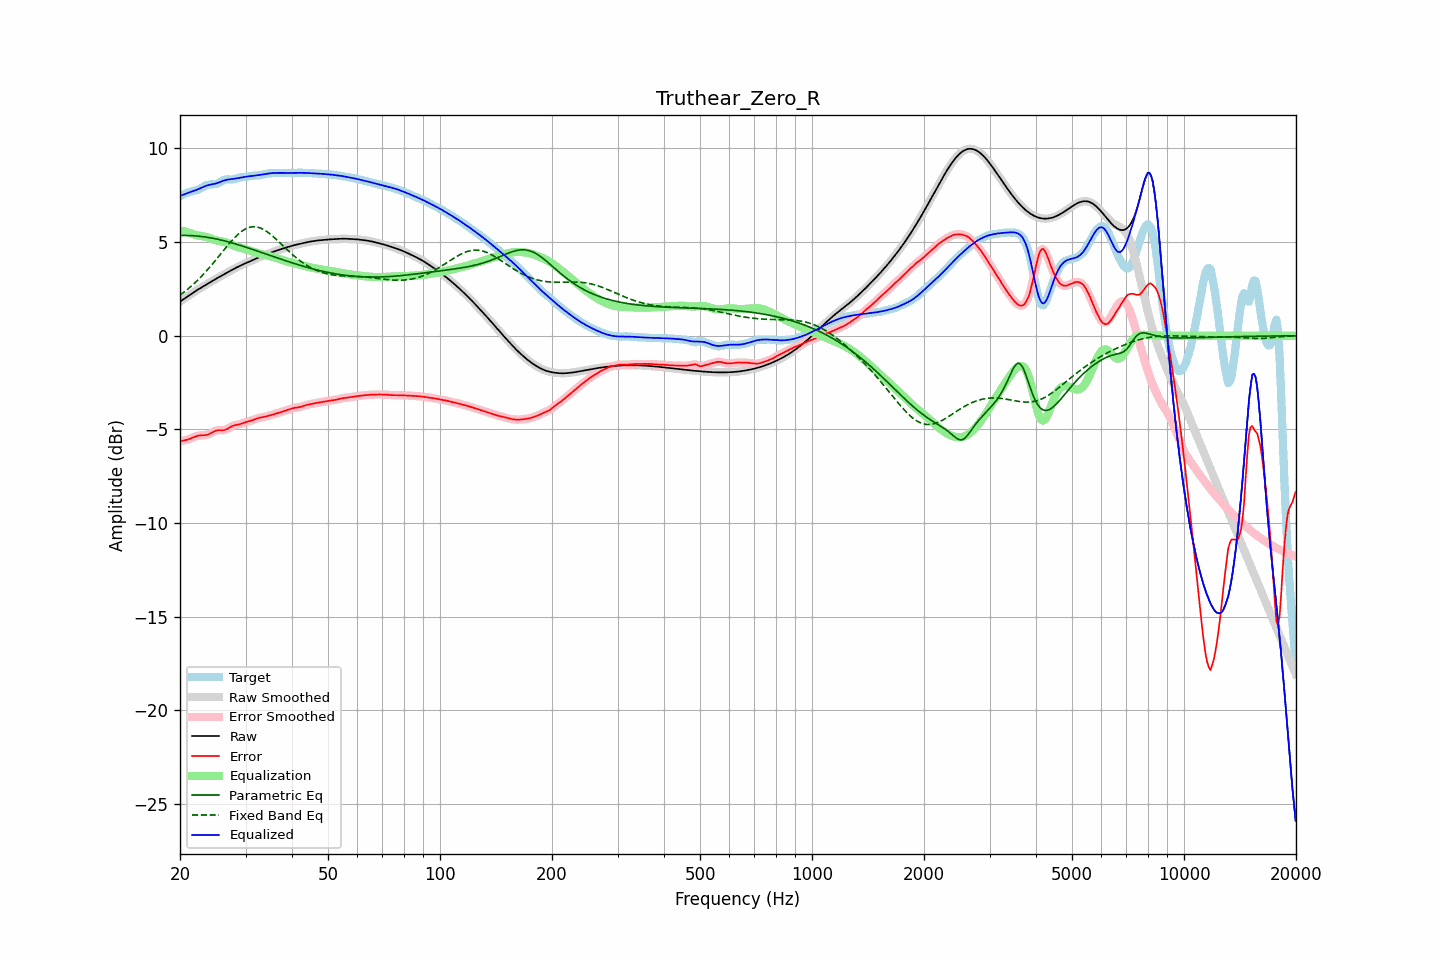 Truthear_Zero_R
Amplitude (dBr)
10
5
0
−5
−10
−15
−20
−25
Target
Raw Smoothed
Error Smoothed
Raw
Error
Equalization
Parametric Eq
Fixed Band Eq
Equalized
20 50 100 200 500 1000 2000 5000 10000 20000
Frequency (Hz)